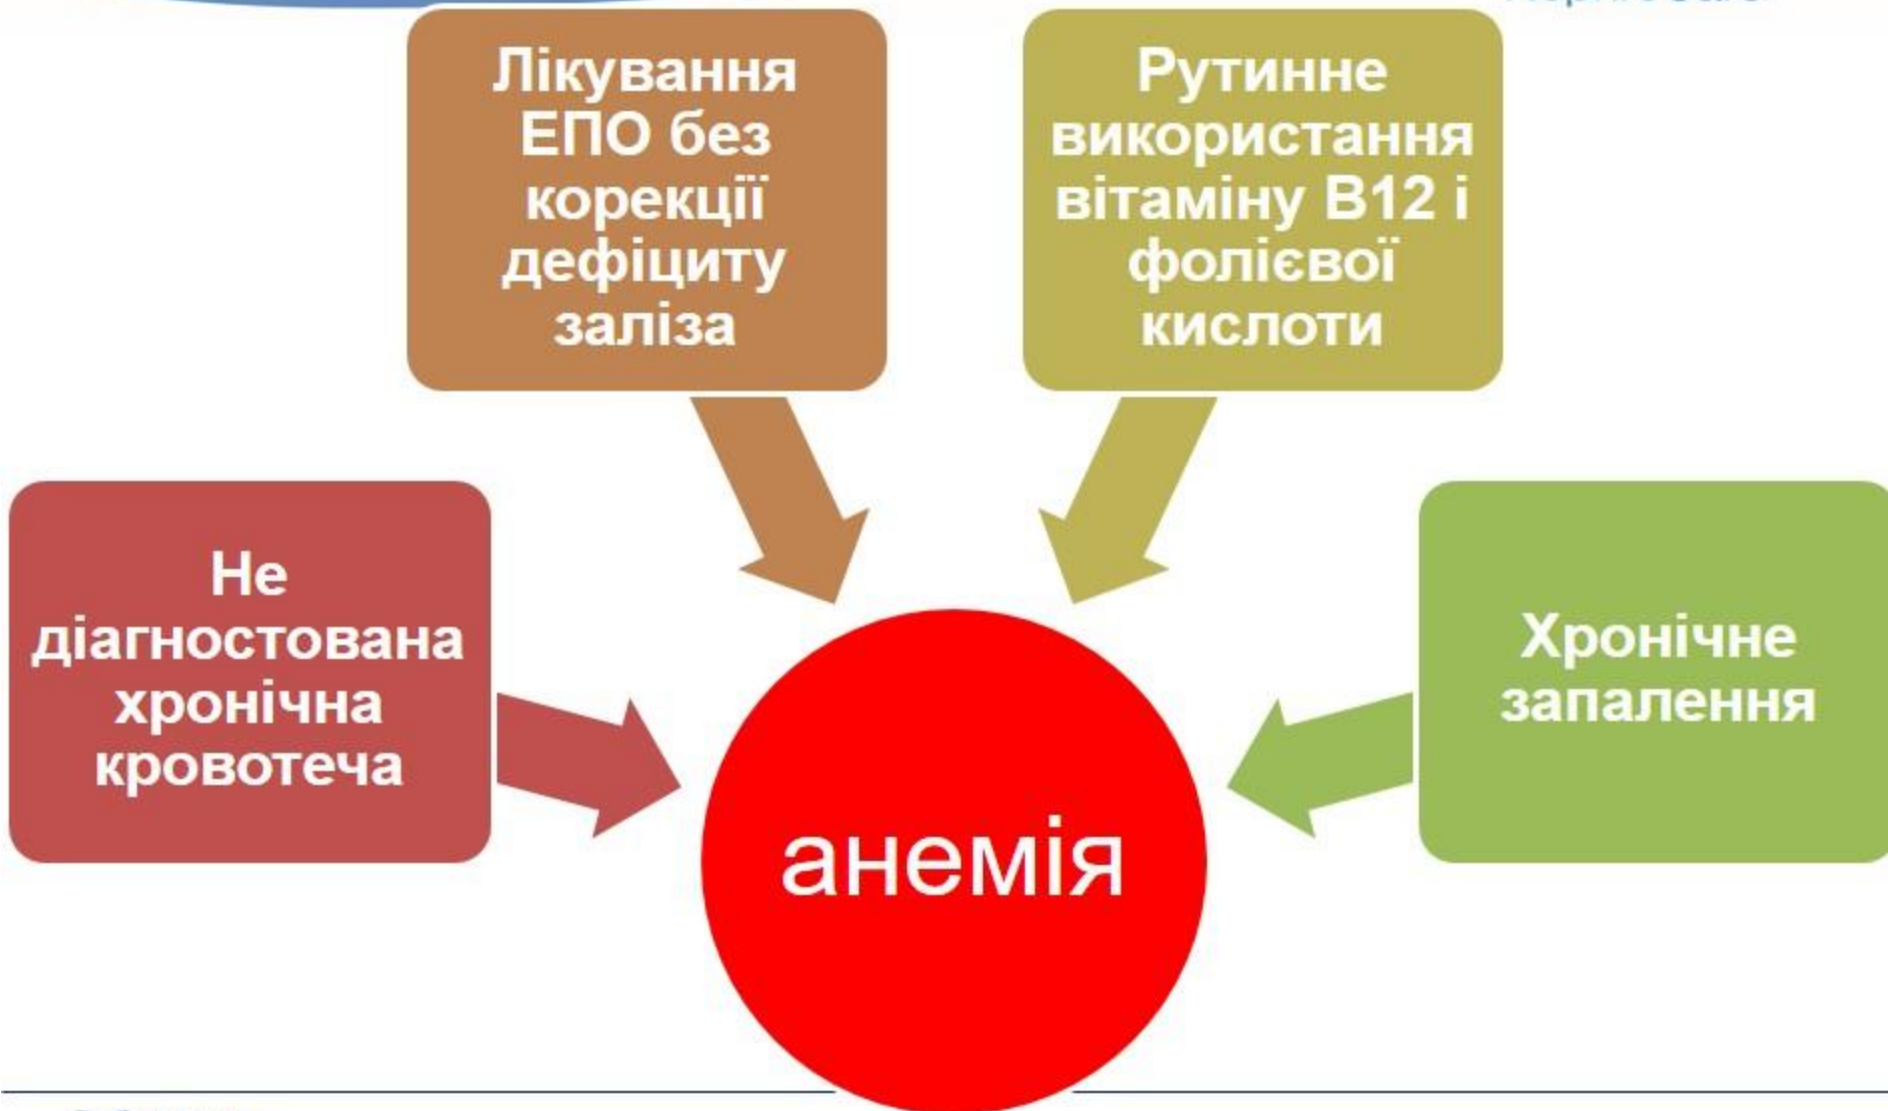 Лікування
ЕПО без
корекції
дефіциту
заліза
Рутинне
використання
вітаміну В12 і
фолієвої
кислоти
Не
діагностована
хронічна
кровотеча
Хронічне
запалення
анемія